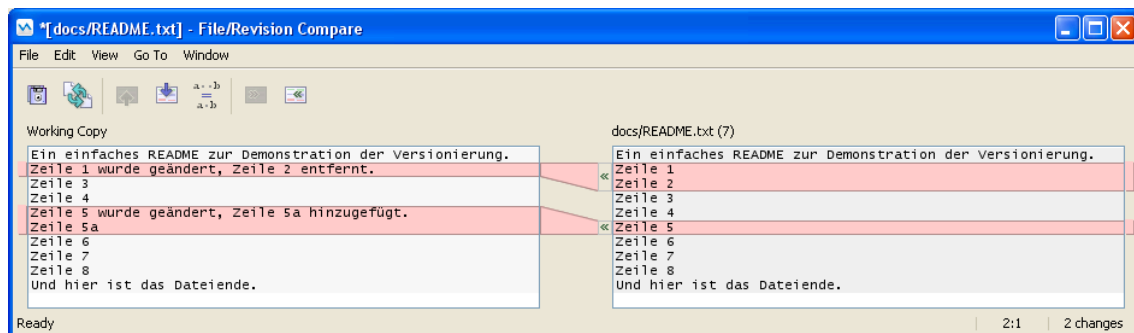 *[docs/README.txt] - File/Revision Compare
File Edit View Go To Window
a--b
=
a-b
Working Copy
docs/README.txt (7)
Ein einfaches README zur Demonstration der Versionierung.
Zeile 1 wurde geändert, Zeile 2 entfernt.
Zeile 3
Zeile 4
Zeile 5 wurde geändert, Zeile 5a hinzugefügt.
Zeile 5a
Zeile 6
Zeile 7
Zeile 8
Und hier ist das Dateiende.
Ein einfaches README zur Demonstration der Versionierung.
Zeile 1
Zeile 2
Zeile 3
Zeile 4
Zeile 5
Zeile 6
Zeile 7
Zeile 8
Und hier ist das Dateiende.
Ready
2:1
2 changes